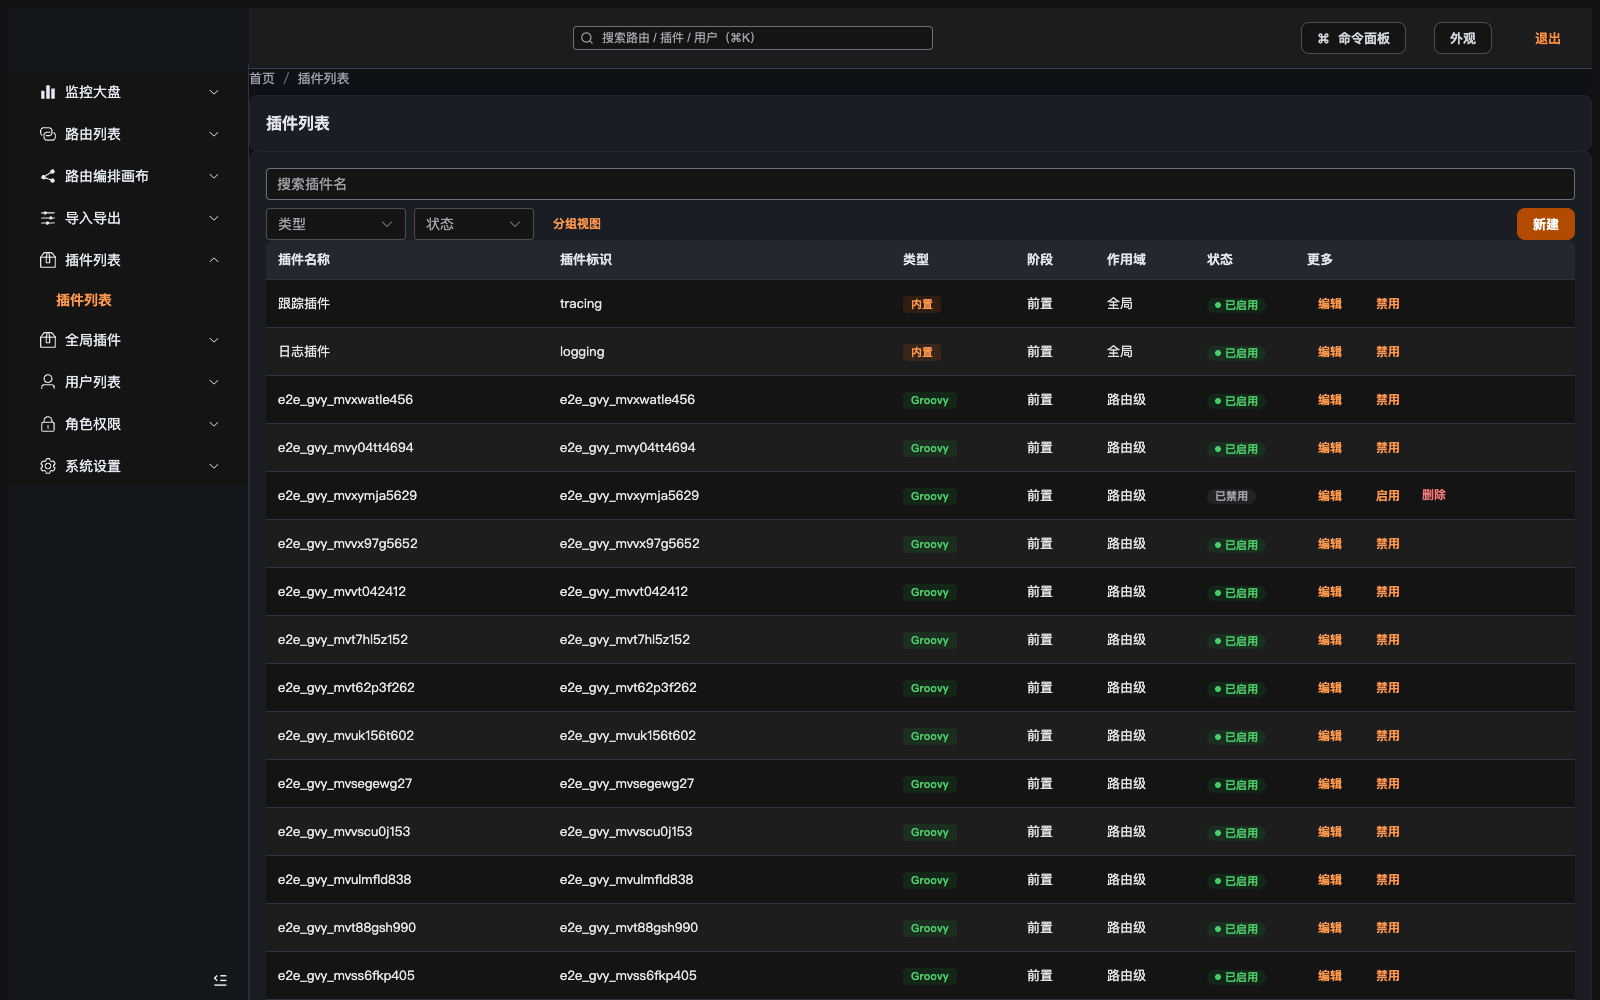 搜索路由 / 插件 / 用户（⌘K）
⌘ 命令面板
外观
退出
监控大盘
路由列表
路由编排画布
导入导出
插件列表
插件列表
全局插件
用户列表
角色权限
系统设置
首页 / 插件列表
插件列表
搜索插件名
类型 状态 分组视图 新建
插件名称 插件标识 类型 阶段 作用域 状态 更多
跟踪插件 tracing 内置 前置 全局 已启用 编辑 禁用
日志插件 logging 内置 前置 全局 已启用 编辑 禁用
e2e_gvy_mvxwatle456 e2e_gvy_mvxwatle456 Groovy 前置 路由级 已启用 编辑 禁用
e2e_gvy_mvy04tt4694 e2e_gvy_mvy04tt4694 Groovy 前置 路由级 已启用 编辑 禁用
e2e_gvy_mvxymja5629 e2e_gvy_mvxymja5629 Groovy 前置 路由级 已禁用 编辑 启用 删除
e2e_gvy_mvvx97g5652 e2e_gvy_mvvx97g5652 Groovy 前置 路由级 已启用 编辑 禁用
e2e_gvy_mvvt042412 e2e_gvy_mvvt042412 Groovy 前置 路由级 已启用 编辑 禁用
e2e_gvy_mvt7hl5z152 e2e_gvy_mvt7hl5z152 Groovy 前置 路由级 已启用 编辑 禁用
e2e_gvy_mvt62p3f262 e2e_gvy_mvt62p3f262 Groovy 前置 路由级 已启用 编辑 禁用
e2e_gvy_mvuk156t602 e2e_gvy_mvuk156t602 Groovy 前置 路由级 已启用 编辑 禁用
e2e_gvy_mvsegewg27 e2e_gvy_mvsegewg27 Groovy 前置 路由级 已启用 编辑 禁用
e2e_gvy_mvvscu0j153 e2e_gvy_mvvscu0j153 Groovy 前置 路由级 已启用 编辑 禁用
e2e_gvy_mvulmfld838 e2e_gvy_mvulmfld838 Groovy 前置 路由级 已启用 编辑 禁用
e2e_gvy_mvt88gsh990 e2e_gvy_mvt88gsh990 Groovy 前置 路由级 已启用 编辑 禁用
e2e_gvy_mvss6fkp405 e2e_gvy_mvss6fkp405 Groovy 前置 路由级 已启用 编辑 禁用